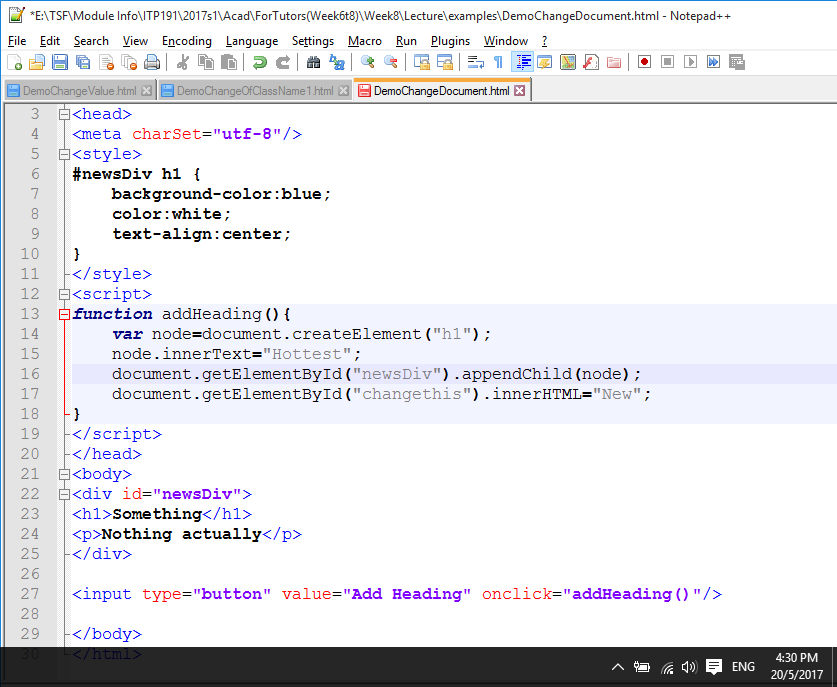 *E:\TSF\Module Info\ITP191\2017s1\Acad\ForTutors(Week6t8)\Week8\Lecture\examples\DemoChangeDocument.html - Notepad++
File Edit Search View Encoding Language Settings Macro Run Plugins Window ?
DemoChangeValue.html DemoChangeOfClassName1.html DemoChangeDocument.html
3 <head>
4 <meta charSet="utf-8"/>
5 <style>
6 #newsDiv h1 {
7 background-color:blue;
8 color:white;
9 text-align:center;
10 }
11 </style>
12 <script>
13 function addHeading(){
14 var node=document.createElement("h1");
15 node.innerText="Hottest";
16 document.getElementById("newsDiv").appendChild(node);
17 document.getElementById("changethis").innerHTML="New";
18 }
19 </script>
20 </head>
21 <body>
22 <div id="newsDiv">
23 <h1>Something</h1>
24 <p>Nothing actually</p>
25 </div>
26
27 <input type="button" value="Add Heading" onclick="addHeading()"/>
28
29 </body>
30 </html>
ENG
4:30 PM
20/5/2017